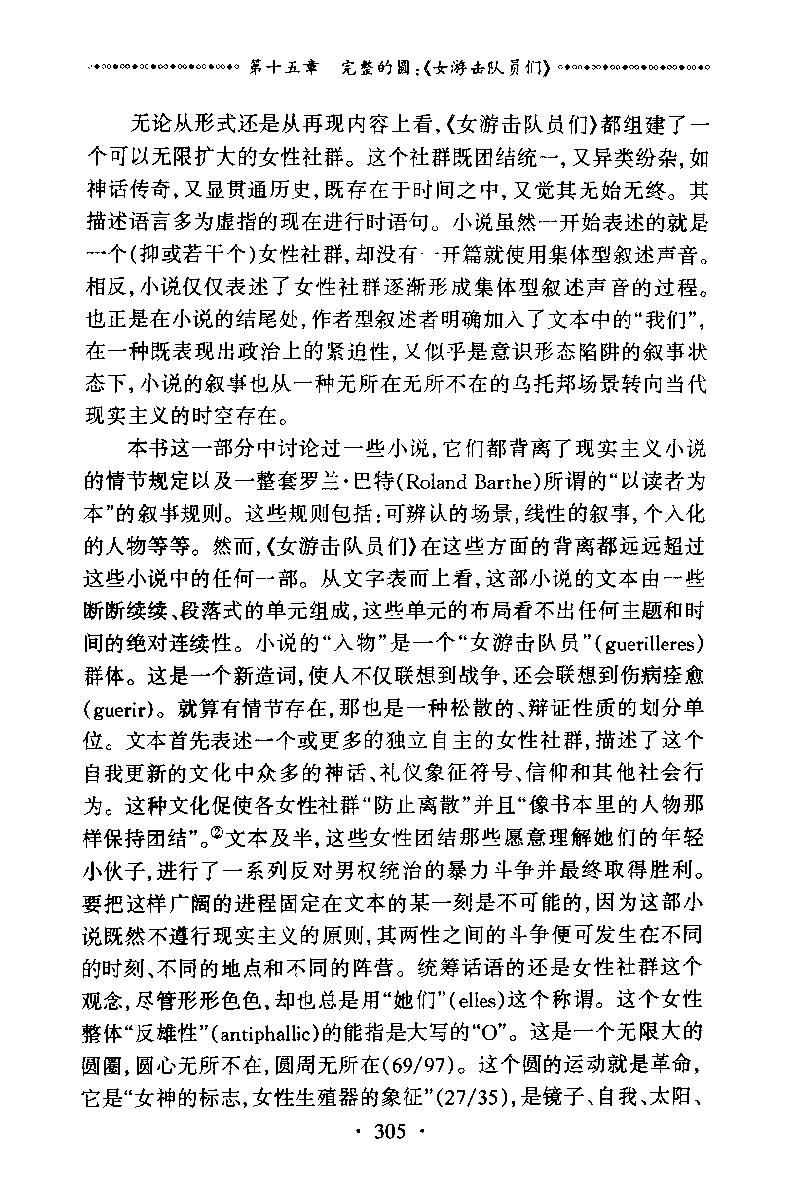 第十五章 完整的圆:《女游击队员们》
无论从形式还是从再现内容上看,《女游击队员们》都组建了一
个可以无限扩大的女性社群。这个社群既团结统一,又异类纷杂,如
神话传奇,又显贯通历史,既存在于时间之中,又觉其无始无终。其
描述语言多为虚指的现在进行时语句。小说虽然一开始表述的就是
一个(抑或若干个)女性社群,却没有一开篇就使用集体型叙述声音。
相反,小说仅仅表述了女性社群逐渐形成集体型叙述声音的过程。
也正是在小说的结尾处,作者型叙述者明确加入了文本中的“我们”,
在一种既表现出政治上的紧迫性,又似乎是意识形态陷阱的叙事状
态下,小说的叙事也从一种无所在无所不在的乌托邦场景转向当代
现实主义的时空存在。
本书这一部分中讨论过一些小说,它们都背离了现实主义小说
的情节规定以及一整套罗兰·巴特(Roland Barthe)所谓的“以读者为
本”的叙事规则。这些规则包括:可辨认的场景,线性的叙事,个人化
的人物等等。然而,《女游击队员们》在这些方面的背离都远远超过
这些小说中的任何一部。从文字表而上看,这部小说的文本由一些
断断续续、段落式的单元组成,这些单元的布局看不出任何主题和时
间的绝对连续性。小说的“人物”是一个“女游击队员”(guerilleres)
群体。这是一个新造词,使人不仅联想到战争,还会联想到伤病痊愈
(guerir)。就算有情节存在,那也是一种松散的、辩证性质的划分单
位。文本首先表述一个或更多的独立自主的女性社群,描述了这个
自我更新的文化中众多的神话、礼仪象征符号、信仰和其他社会行
为。这种文化促使各女性社群“防止离散”并且“像书本里的人物那
样保持团结”。②文本及半,这些女性团结那些愿意理解她们的年轻
小伙子,进行了一系列反对男权统治的暴力斗争并最终取得胜利。
要把这样广阔的进程固定在文本的某一刻是不可能的,因为这部小
说既然不遵行现实主义的原则,其两性之间的斗争便可发生在不同
的时刻、不同的地点和不同的阵营。统筹话语的还是女性社群这个
观念,尽管形形色色,却也总是用“她们”(elles)这个称谓。这个女性
整体“反雄性”(antiphallic)的能指是大写的“O”。这是一个无限大的
圆圈,圆心无所不在,圆周无所在(69/97)。这个圆的运动就是革命,
它是“女神的标志,女性生殖器的象征”(27/35),是镜子、自我、太阳、
· 305 ·